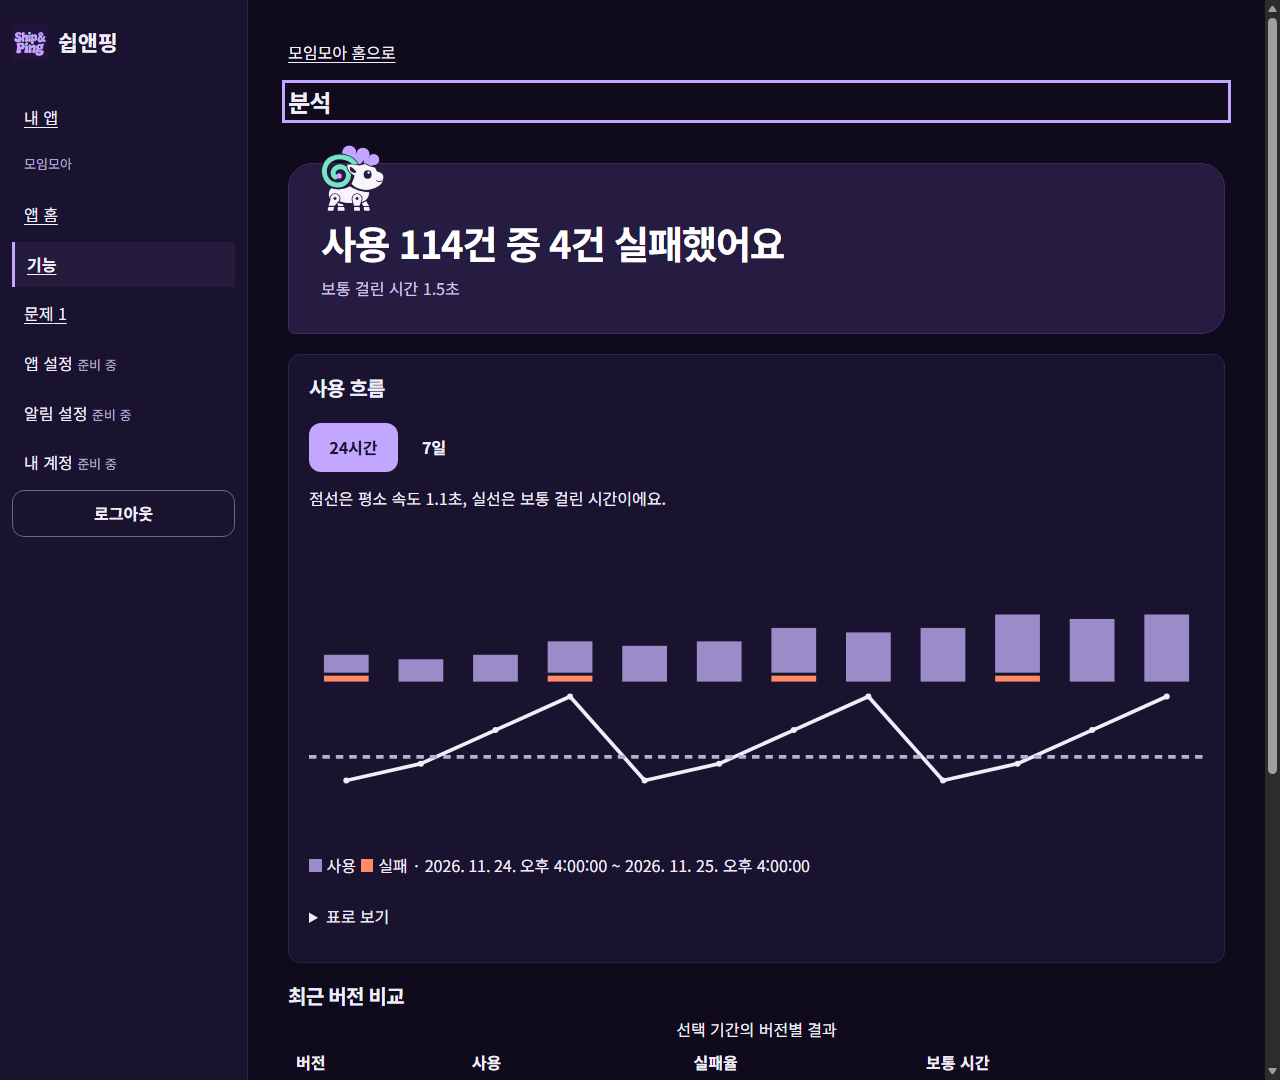 Ship&
Ping
쉽앤핑
내 앱
모임모아
앱 홈
기능
문제 1
앱 설정 준비 중
알림 설정 준비 중
내 계정 준비 중
로그아웃
모임모아 홈으로
분석
사용 114건 중 4건 실패했어요
보통 걸린 시간 1.5초
사용 흐름
24시간
7일
점선은 평소 속도 1.1초, 실선은 보통 걸린 시간이에요.
사용 실패 · 2026. 11. 24. 오후 4:00:00 ~ 2026. 11. 25. 오후 4:00:00
표로 보기
최근 버전 비교
선택 기간의 버전별 결과
버전 사용 실패율 보통 시간